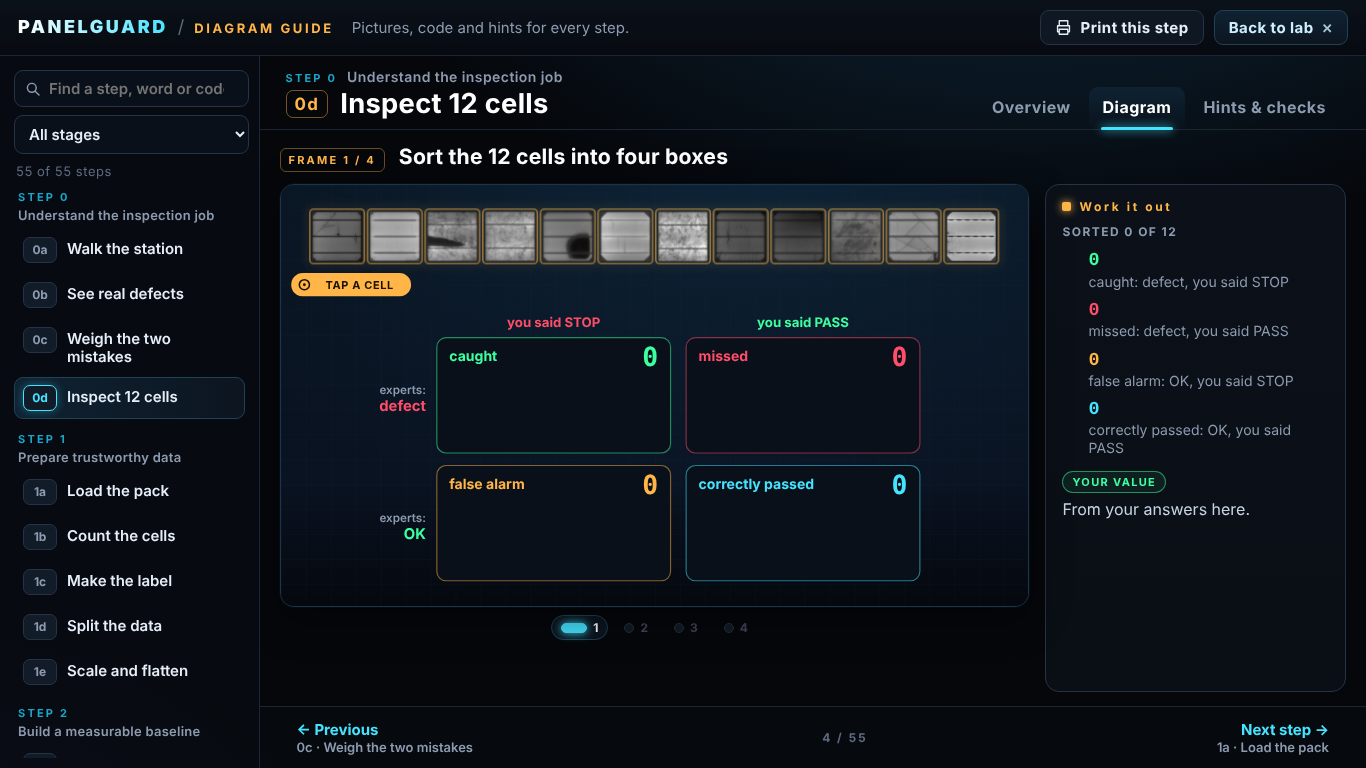 PANELGUARD / DIAGRAM GUIDE Pictures, code and hints for every step.
Print this step
Back to lab ×
Find a step, word or cod
All stages
55 of 55 steps
STEP 0
Understand the inspection job
0a Walk the station
0b See real defects
0c Weigh the two
mistakes
0d Inspect 12 cells
STEP 1
Prepare trustworthy data
1a Load the pack
1b Count the cells
1c Make the label
1d Split the data
1e Scale and flatten
STEP 2
Build a measurable baseline
STEP 0 Understand the inspection job
0d Inspect 12 cells
Overview
Diagram
Hints & checks
FRAME 1 / 4 Sort the 12 cells into four boxes
TAP A CELL
you said STOP
you said PASS
experts:
defect
caught 0
missed 0
experts:
OK
false alarm 0
correctly passed 0
1 2 3 4
Work it out
SORTED 0 OF 12
0
caught: defect, you said STOP
0
missed: defect, you said PASS
0
false alarm: OK, you said STOP
0
correctly passed: OK, you said
PASS
YOUR VALUE
From your answers here.
← Previous
0c · Weigh the two mistakes
4 / 55
Next step →
1a · Load the pack